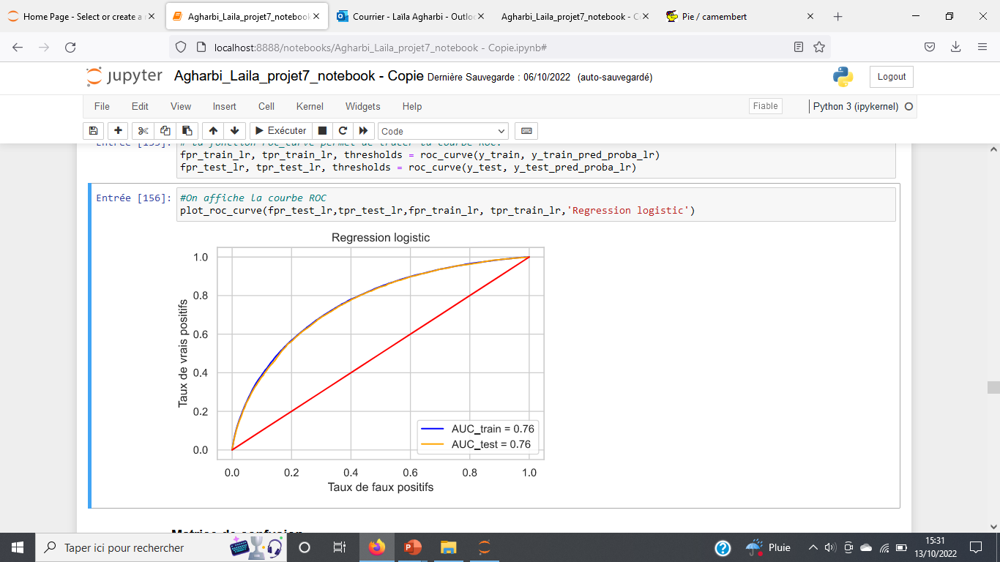 Home Page - Select or create a
Agharbi_Laila_projet7_notebook
Courrier - Laïla Agharbi - Outlo
Agharbi_Laila_projet7_notebook - C
Pie / camembert
localhost:8888/notebooks/Agharbi_Laila_projet7_notebook - Copie.ipynb#
jupyter Agharbi_Laila_projet7_notebook - Copie Dernière Sauvegarde : 06/10/2022 (auto-sauvegardé)
Logout
File Edit View Insert Cell Kernel Widgets Help
Fiable
Python 3 (ipykernel)
Exécuter
Code
Entrée [155]: # la fonction roc_curve permet de tracer la courbe ROC.
fpr_train_lr, tpr_train_lr, thresholds = roc_curve(y_train, y_train_pred_proba_lr)
fpr_test_lr, tpr_test_lr, thresholds = roc_curve(y_test, y_test_pred_proba_lr)
Entrée [156]: #On affiche la courbe ROC
plot_roc_curve(fpr_test_lr,tpr_test_lr,fpr_train_lr, tpr_train_lr,'Regression logistic')
Regression logistic
1.0
0.8
0.6
0.4
0.2
0.0
Taux de vrais positifs
AUC_train = 0.76
AUC_test = 0.76
0.0 0.2 0.4 0.6 0.8 1.0
Taux de faux positifs
Matrice de confusion
Taper ici pour rechercher
Pluie
15:31
13/10/2022